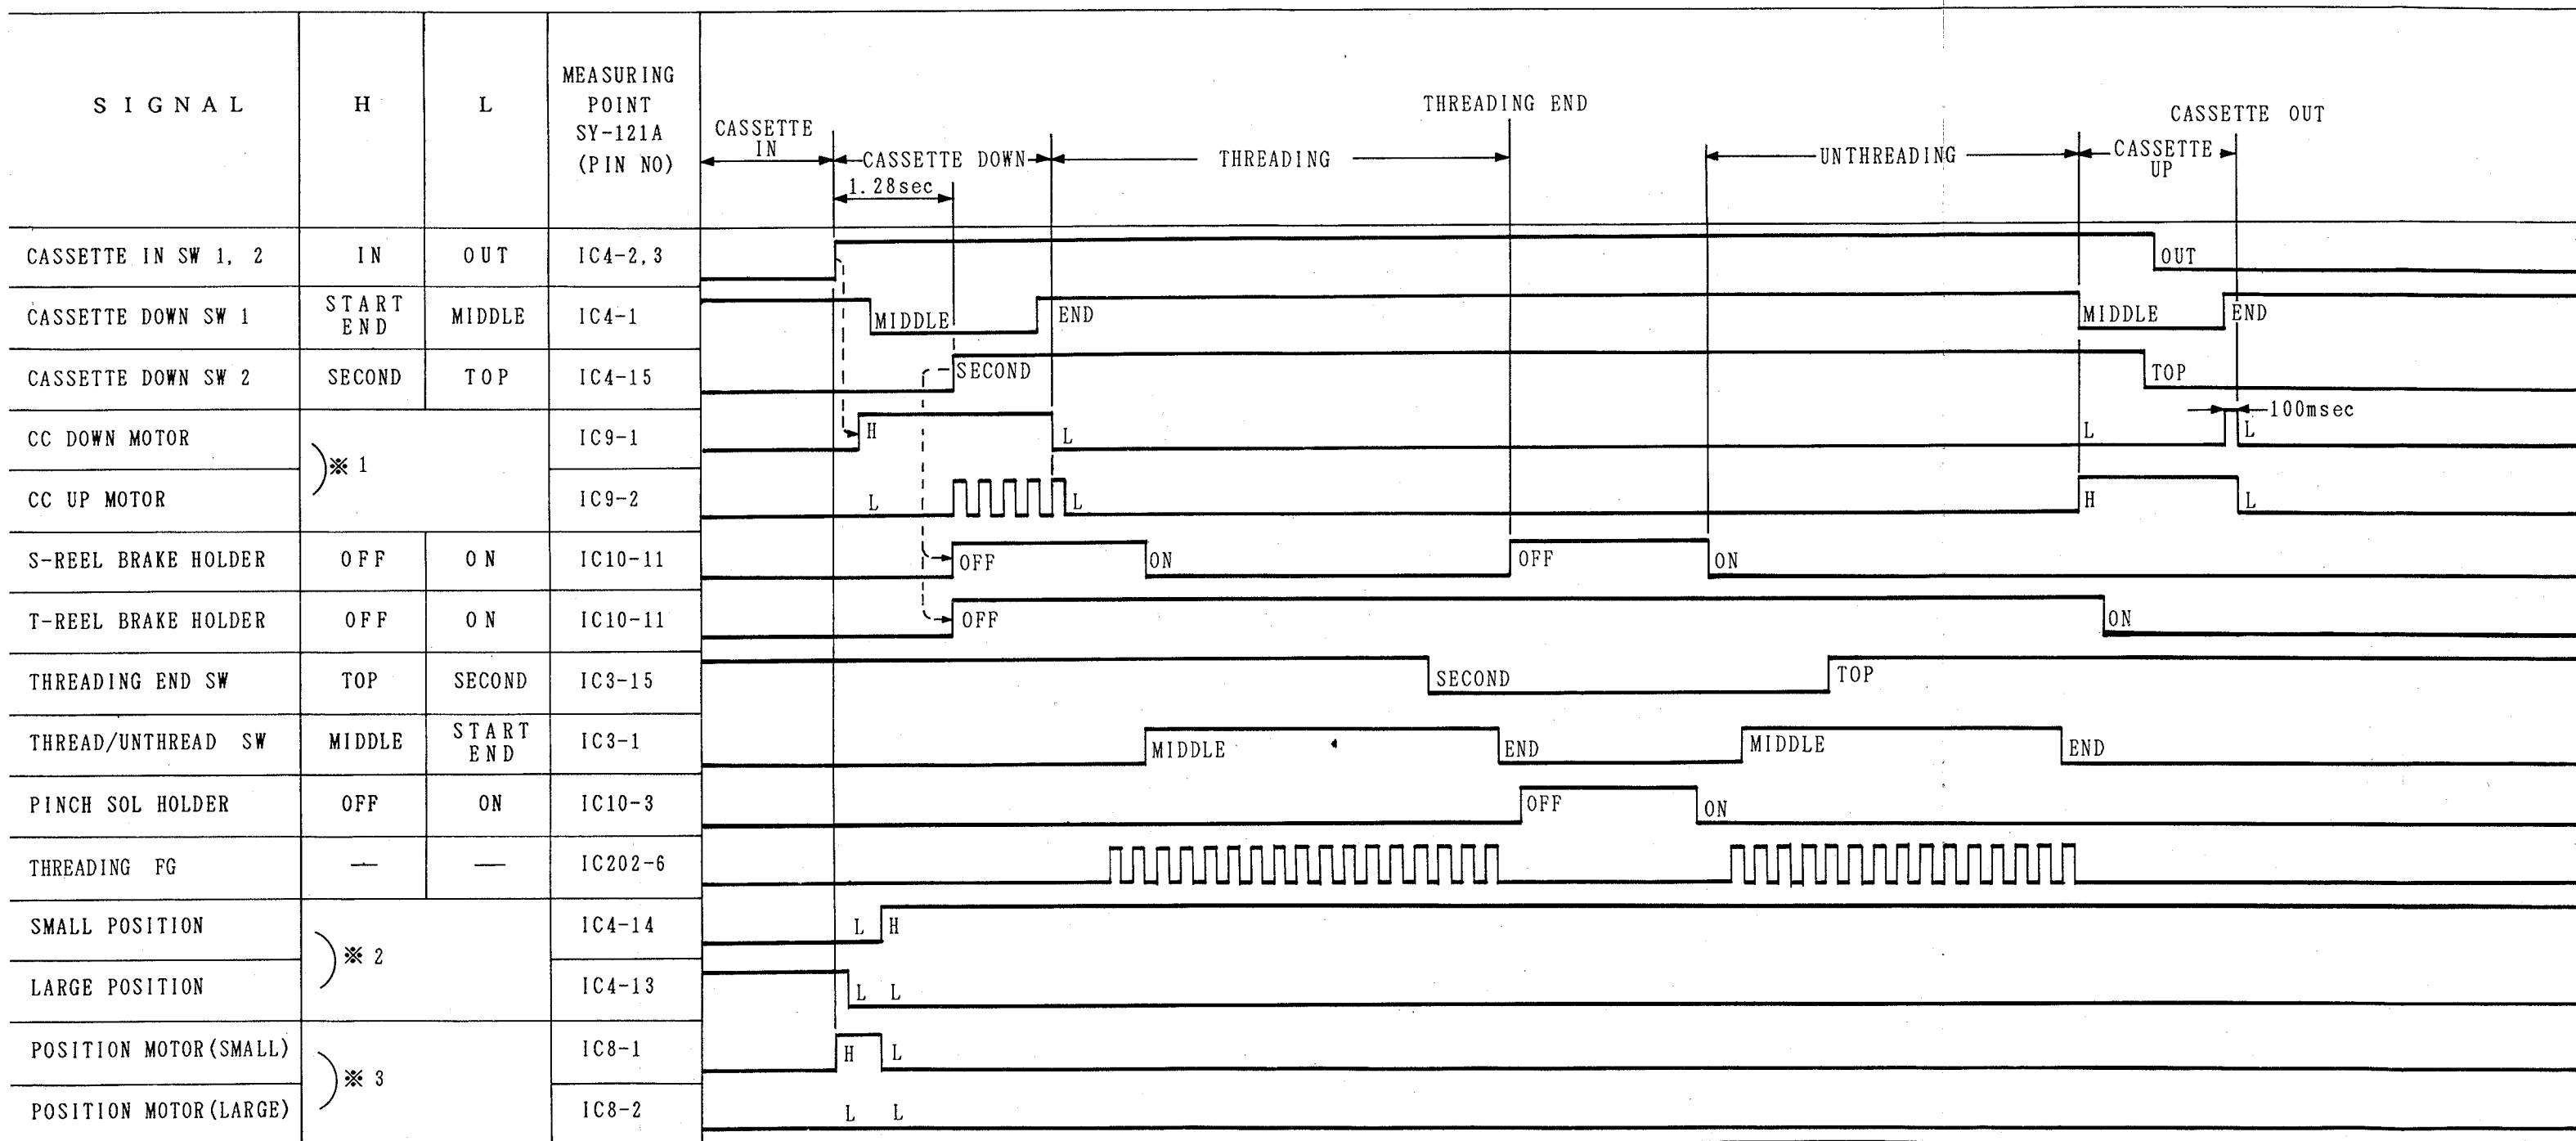 SIGNAL H L MEASURING POINT SY-121A (PIN NO)
CASSETTE IN
CASSETTE DOWN
1.28sec
THREADING
THREADING END
UNTHREADING
CASSETTE UP
CASSETTE OUT
CASSETTE IN SW 1, 2 IN OUT IC4-2,3 OUT
CASSETTE DOWN SW 1 START END MIDDLE IC4-1 MIDDLE END MIDDLE END
CASSETTE DOWN SW 2 SECOND TOP IC4-15 SECOND TOP
CC DOWN MOTOR IC9-1 H L L 100msec L
※ 1
CC UP MOTOR IC9-2 L L H L
S-REEL BRAKE HOLDER OFF ON IC10-11 OFF ON OFF ON
T-REEL BRAKE HOLDER OFF ON IC10-11 OFF ON
THREADING END SW TOP SECOND IC3-15 SECOND TOP
THREAD/UNTHREAD SW MIDDLE START END IC3-1 MIDDLE END MIDDLE END
PINCH SOL HOLDER OFF ON IC10-3 OFF ON
THREADING FG — — IC202-6
SMALL POSITION IC4-14 L H
※ 2
LARGE POSITION IC4-13 L L
POSITION MOTOR(SMALL) IC8-1 H L
※ 3
POSITION MOTOR(LARGE) IC8-2 L L